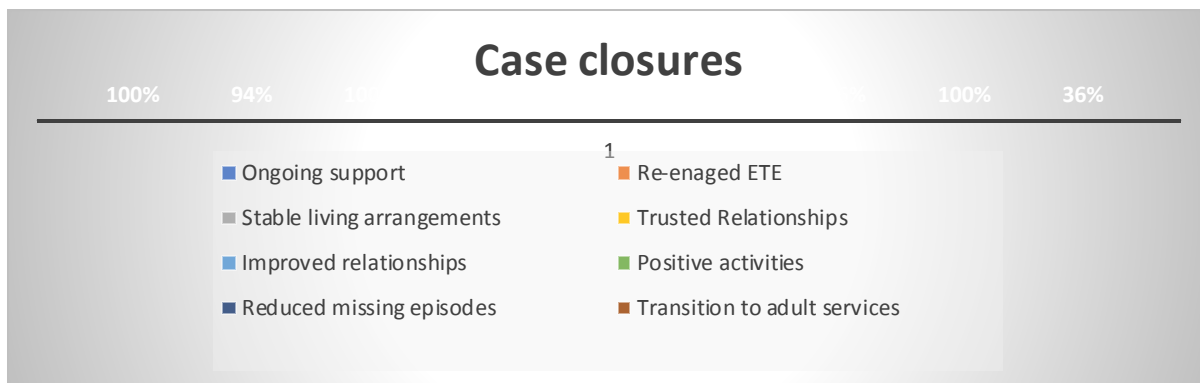 Case closures
100% 94% 100% 36%
1
Ongoing support Re-enaged ETE
Stable living arrangements Trusted Relationships
Improved relationships Positive activities
Reduced missing episodes Transition to adult services